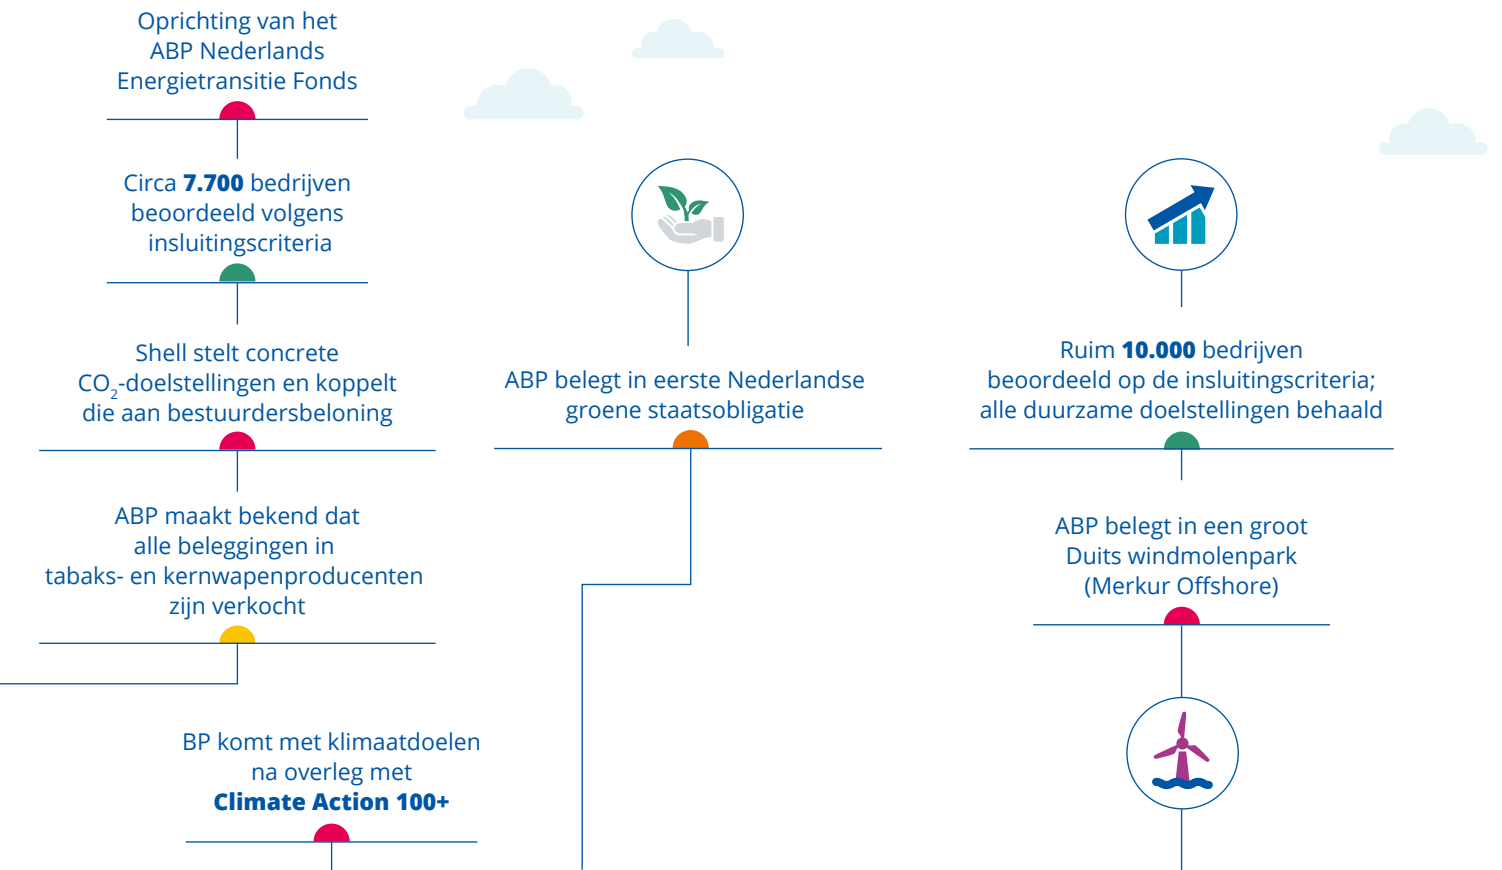 Oprichting van het
ABP Nederlands
Energietransitie Fonds
Circa 7.700 bedrijven
beoordeeld volgens
insluitingscriteria
Shell stelt concrete
CO₂-doelstellingen en koppelt
die aan bestuurdersbeloning
ABP maakt bekend dat
alle beleggingen in
tabaks- en kernwapenproducenten
zijn verkocht
BP komt met klimaatdoelen
na overleg met
Climate Action 100+
ABP belegt in eerste Nederlandse
groene staatsobligatie
Ruim 10.000 bedrijven
beoordeeld op de insluitingscriteria;
alle duurzame doelstellingen behaald
ABP belegt in een groot
Duits windmolenpark
(Merkur Offshore)